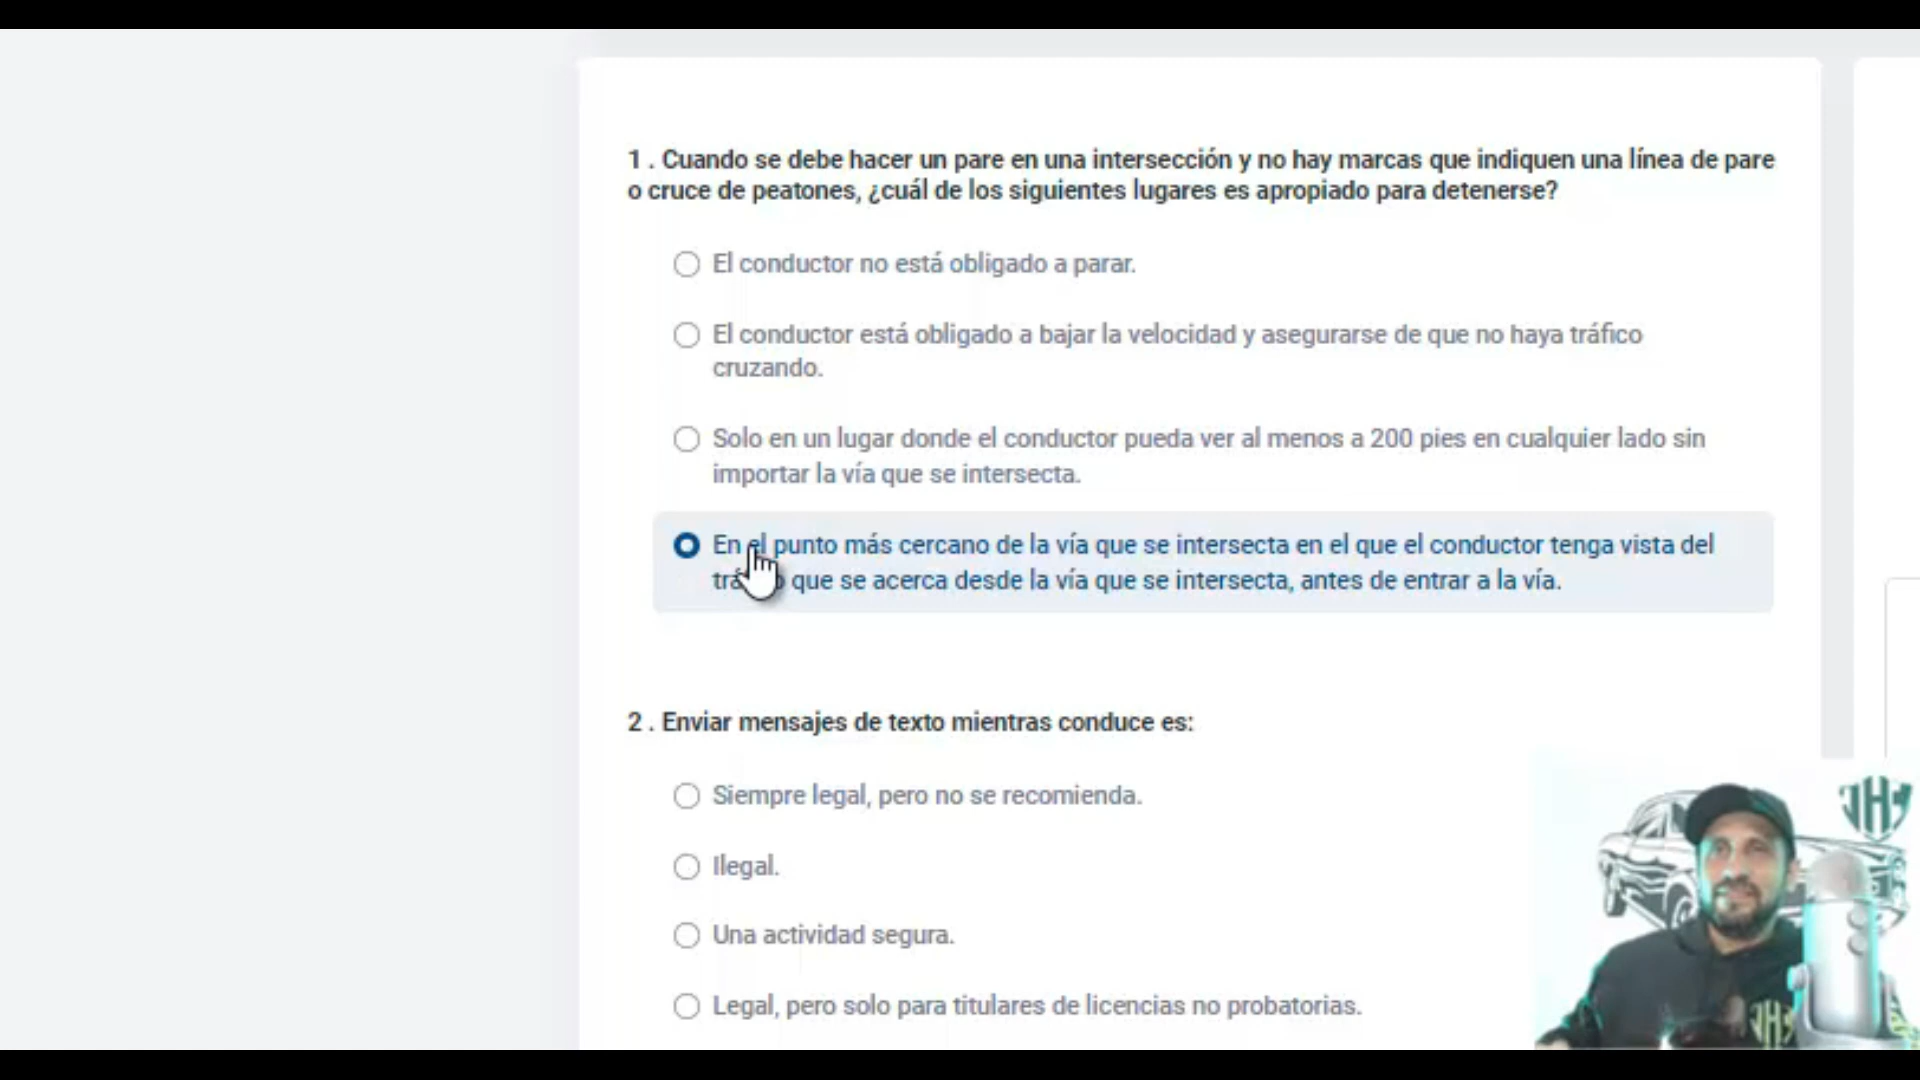 1 . Cuando se debe hacer un pare en una intersección y no hay marcas que indiquen una línea de pare
o cruce de peatones, ¿cuál de los siguientes lugares es apropiado para detenerse?
El conductor no está obligado a parar.
El conductor está obligado a bajar la velocidad y asegurarse de que no haya tráfico
cruzando.
Solo en un lugar donde el conductor pueda ver al menos a 200 pies en cualquier lado sin
importar la vía que se intersecta.
En el punto más cercano de la vía que se intersecta en el que el conductor tenga vista del
que se acerca desde la vía que se intersecta, antes de entrar a la vía.
2 . Enviar mensajes de texto mientras conduce es:
Siempre legal, pero no se recomienda.
Ilegal.
Una actividad segura.
Legal, pero solo para titulares de licencias no probatorias.